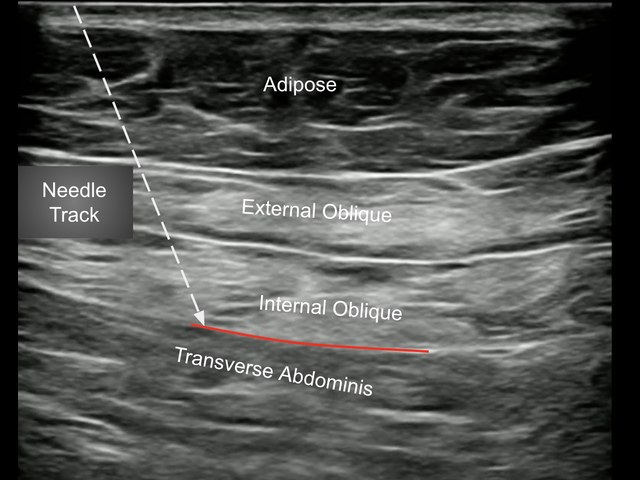 Adipose
Needle
Track
External Oblique
Internal Oblique
Transverse Abdominis